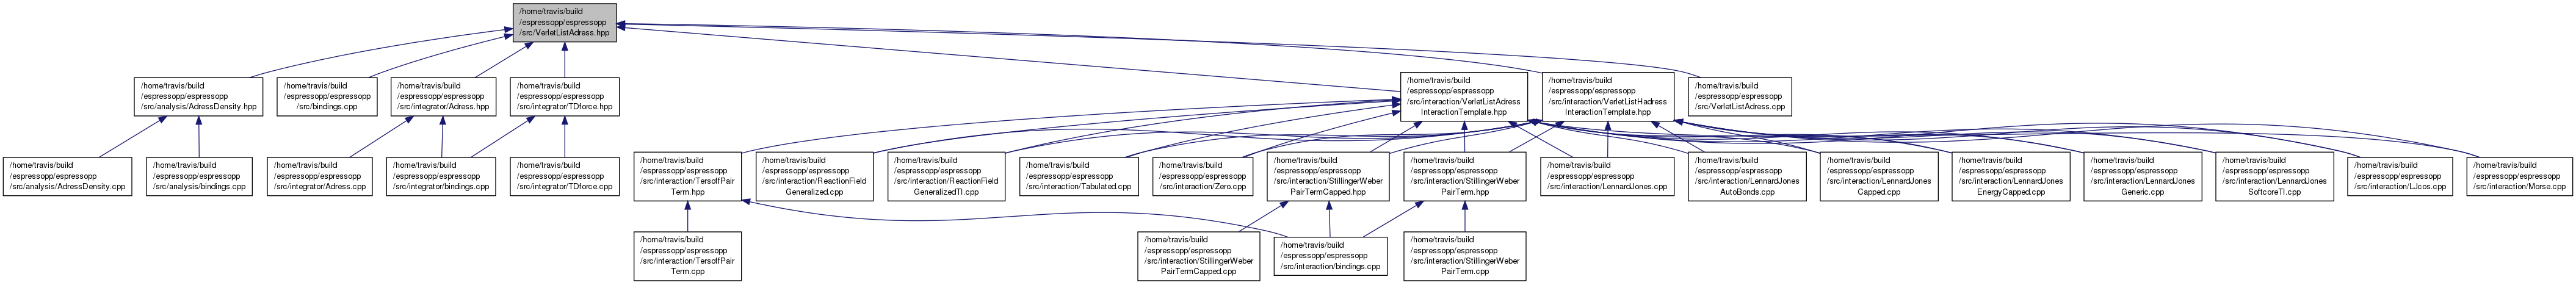 /home/travis/build
/espressopp/espressopp
/src/VerletListAdress.hpp
/home/travis/build
/espressopp/espressopp
/src/analysis/AdressDensity.hpp
/home/travis/build
/espressopp/espressopp
/src/bindings.cpp
/home/travis/build
/espressopp/espressopp
/src/integrator/Adress.hpp
/home/travis/build
/espressopp/espressopp
/src/integrator/TDforce.hpp
/home/travis/build
/espressopp/espressopp
/src/interaction/VerletListAdress
InteractionTemplate.hpp
/home/travis/build
/espressopp/espressopp
/src/interaction/VerletListHadress
InteractionTemplate.hpp
/home/travis/build
/espressopp/espressopp
/src/VerletListAdress.cpp
/home/travis/build
/espressopp/espressopp
/src/analysis/AdressDensity.cpp
/home/travis/build
/espressopp/espressopp
/src/analysis/bindings.cpp
/home/travis/build
/espressopp/espressopp
/src/integrator/Adress.cpp
/home/travis/build
/espressopp/espressopp
/src/integrator/bindings.cpp
/home/travis/build
/espressopp/espressopp
/src/integrator/TDforce.cpp
/home/travis/build
/espressopp/espressopp
/src/interaction/TersoffPair
Term.hpp
/home/travis/build
/espressopp/espressopp
/src/interaction/ReactionField
Generalized.cpp
/home/travis/build
/espressopp/espressopp
/src/interaction/ReactionField
GeneralizedTI.cpp
/home/travis/build
/espressopp/espressopp
/src/interaction/Tabulated.cpp
/home/travis/build
/espressopp/espressopp
/src/interaction/Zero.cpp
/home/travis/build
/espressopp/espressopp
/src/interaction/StillingerWeber
PairTermCapped.hpp
/home/travis/build
/espressopp/espressopp
/src/interaction/StillingerWeber
PairTerm.hpp
/home/travis/build
/espressopp/espressopp
/src/interaction/LennardJones.cpp
/home/travis/build
/espressopp/espressopp
/src/interaction/LennardJones
AutoBonds.cpp
/home/travis/build
/espressopp/espressopp
/src/interaction/LennardJones
Capped.cpp
/home/travis/build
/espressopp/espressopp
/src/interaction/LennardJones
EnergyCapped.cpp
/home/travis/build
/espressopp/espressopp
/src/interaction/LennardJones
Generic.cpp
/home/travis/build
/espressopp/espressopp
/src/interaction/LennardJones
SoftcoreTI.cpp
/home/travis/build
/espressopp/espressopp
/src/interaction/LJcos.cpp
/home/travis/build
/espressopp/espressopp
/src/interaction/Morse.cpp
/home/travis/build
/espressopp/espressopp
/src/interaction/TersoffPair
Term.cpp
/home/travis/build
/espressopp/espressopp
/src/interaction/StillingerWeber
PairTermCapped.cpp
/home/travis/build
/espressopp/espressopp
/src/interaction/bindings.cpp
/home/travis/build
/espressopp/espressopp
/src/interaction/StillingerWeber
PairTerm.cpp